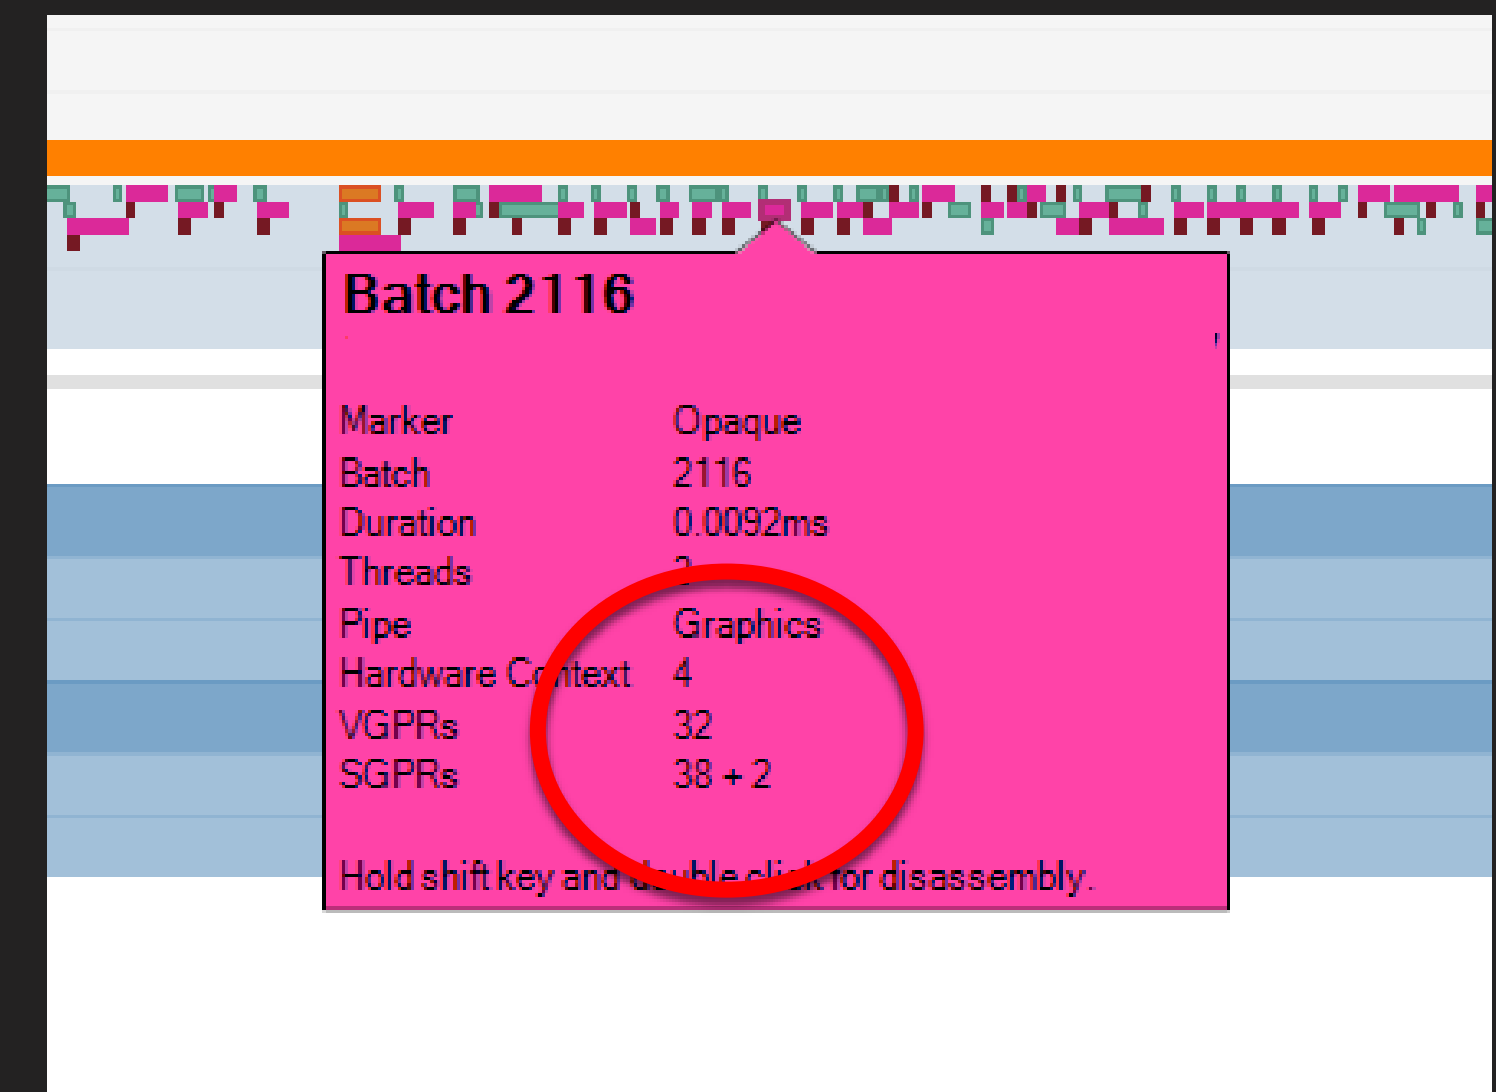 Batch 2116
Marker Opaque
Batch 2116
Duration 0.0092ms
Threads
Pipe Graphics
Hardware Context 4
VGPRs 32
SGPRs 38 + 2
Hold shift key and double click for disassembly.